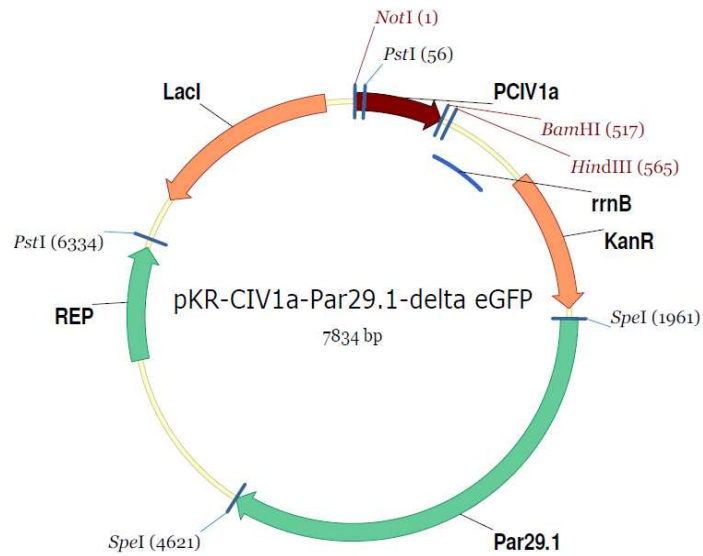 NotI (1)
PstI (56)
LacI
PCIV1a
BamHI (517)
HindIII (565)
rrnB
KanR
PstI (6334)
pKR-CIV1a-Par29.1-delta eGFP
REP
SpeI (1961)
7834 bp
SpeI (4621)
Par29.1